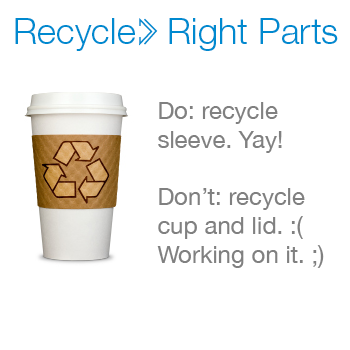 Recycle» Right Parts
Do: recycle
sleeve. Yay!
Don’t: recycle
cup and lid. :(
Working on it. ;)